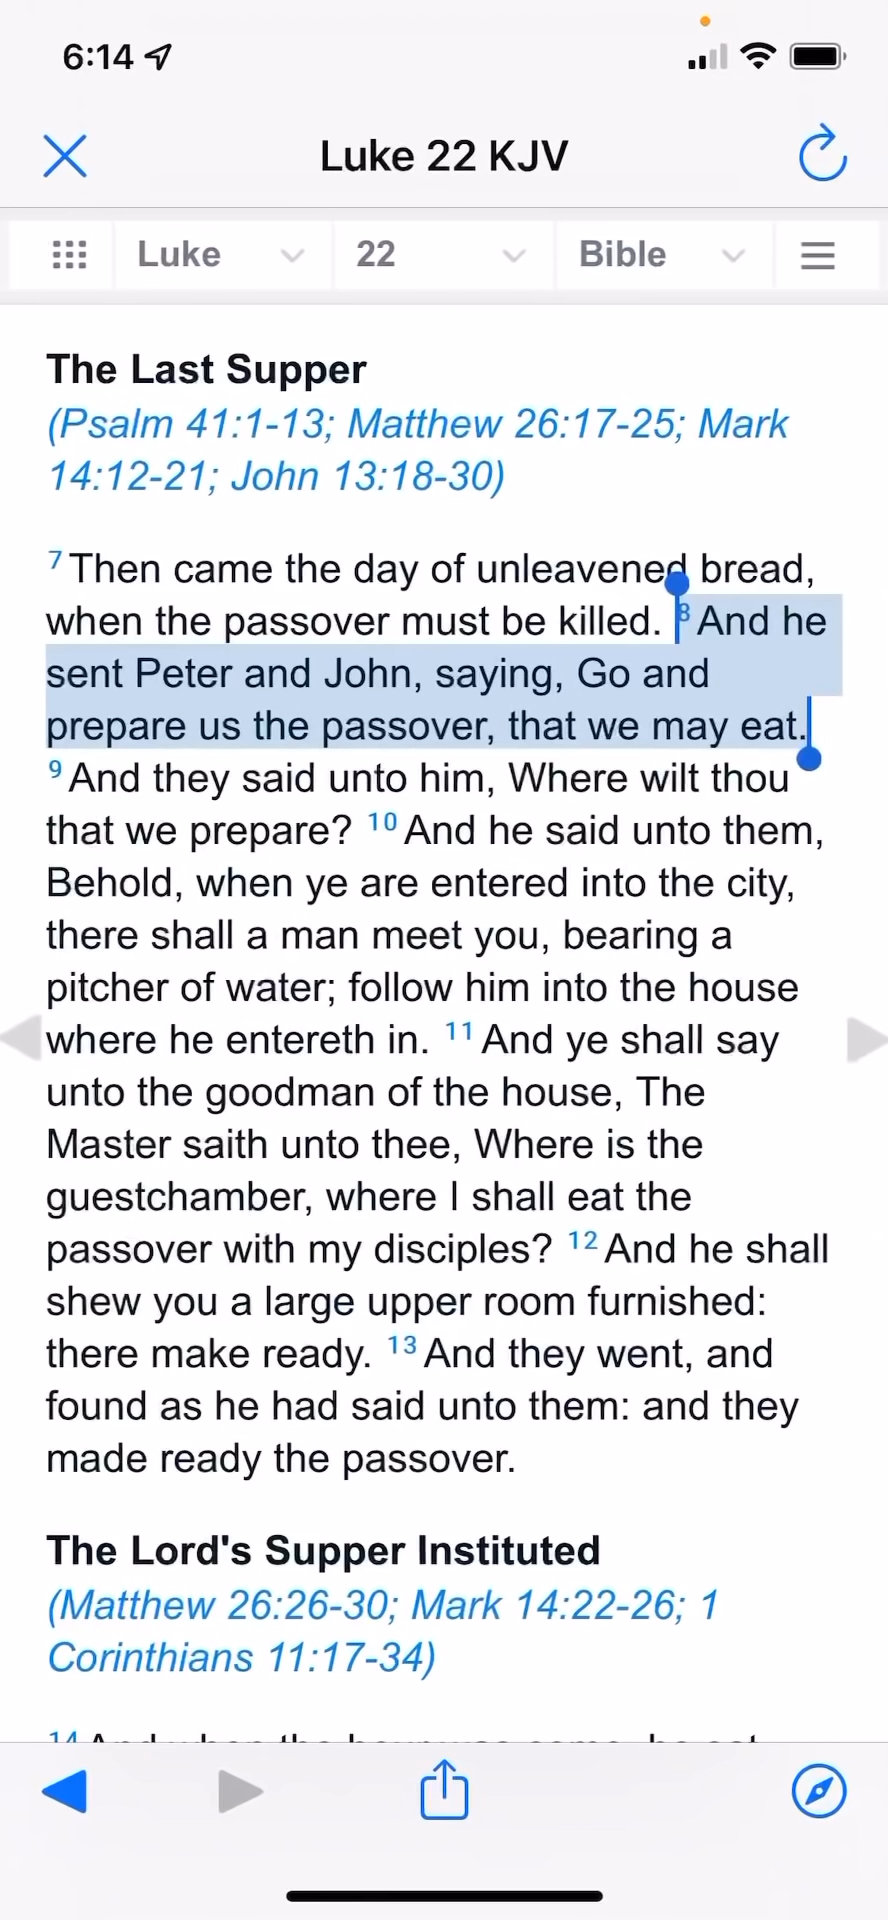 6:14
Luke 22 KJV
Luke 22 Bible
The Last Supper
(Psalm 41:1-13; Matthew 26:17-25; Mark
14:12-21; John 13:18-30)
7 Then came the day of unleavened bread,
when the passover must be killed. 8 And he
sent Peter and John, saying, Go and
prepare us the passover, that we may eat.
9 And they said unto him, Where wilt thou
that we prepare? 10 And he said unto them,
Behold, when ye are entered into the city,
there shall a man meet you, bearing a
pitcher of water; follow him into the house
where he entereth in. 11 And ye shall say
unto the goodman of the house, The
Master saith unto thee, Where is the
guestchamber, where I shall eat the
passover with my disciples? 12 And he shall
shew you a large upper room furnished:
there make ready. 13 And they went, and
found as he had said unto them: and they
made ready the passover.
The Lord's Supper Instituted
(Matthew 26:26-30; Mark 14:22-26; 1
Corinthians 11:17-34)
14 And when the hour was come, he sat